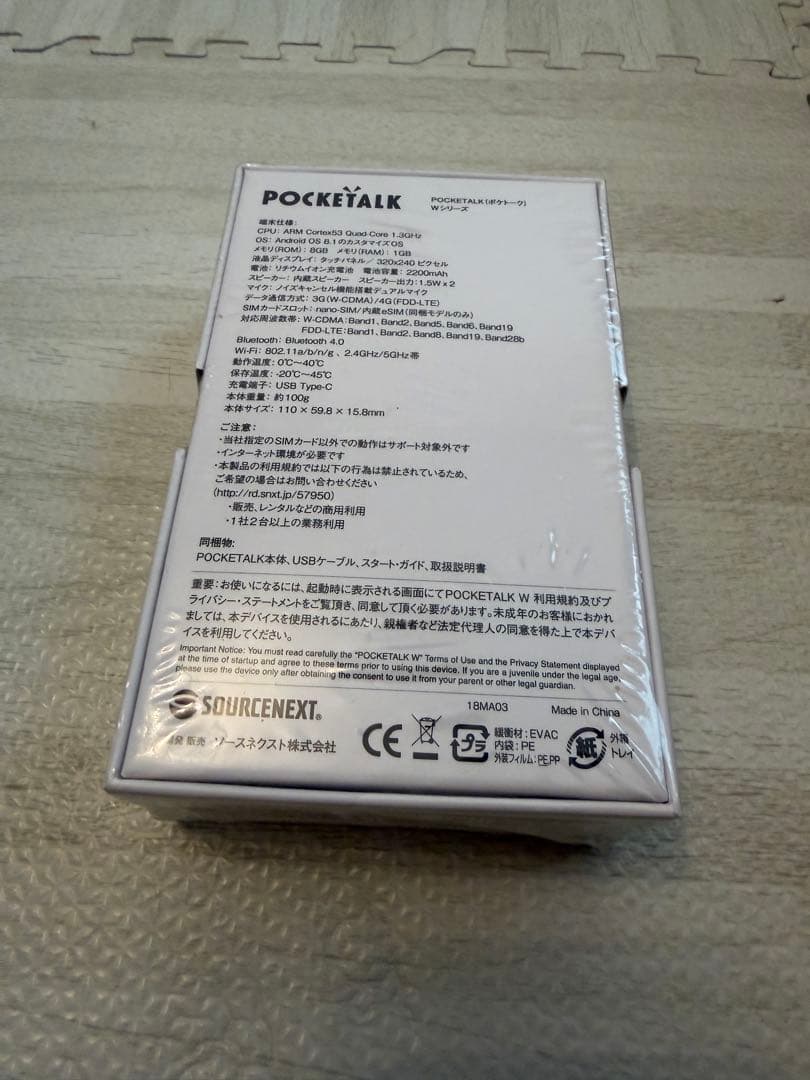 POCKETALK
POCKETALK(ポケトーク)
Wシリーズ
端末仕様:
CPU: ARM Cortex53 Quad-Core 1.3GHz
OS: Android OS 8.1のカスタマイズOS
メモリ(ROM): 8GB メモリ(RAM): 1GB
液晶ディスプレイ: タッチパネル/ 320x240 ピクセル
電池: リチウムイオン充電池 電池容量: 2200mAh
スピーカー: 内蔵スピーカー スピーカー出力: 1.5W x 2
マイク: ノイズキャンセル機能搭載デュアルマイク
データ通信方式: 3G(W-CDMA)/4G(FDD-LTE)
SIMカードスロット: nano-SIM/内蔵eSIM(同梱モデルのみ)
対応周波数帯: W-CDMA: Band1, Band2, Band5, Band6, Band19
FDD-LTE: Band1, Band2, Band8, Band19, Band28b
Bluetooth: Bluetooth 4.0
Wi-Fi: 802.11a/b/n/g 、2.4GHz/5GHz帯
動作温度: 0℃〜40℃
保存温度: -20℃〜45℃
充電端子: USB Type-C
本体重量: 約100g
本体サイズ: 110 × 59.8 × 15.8mm
ご注意:
・当社指定のSIMカード以外での動作はサポート対象外です
・インターネット環境が必要です
・本製品の利用規約では以下の行為は禁止されているため、
ご希望の場合はお問い合わせください
(http://rd.snxt.jp/57950)
・販売、レンタルなどの商用利用
・1社2台以上の業務利用
同梱物:
POCKETALK本体、USBケーブル、スタート・ガイド、取扱説明書
重要: お使いになるには、起動時に表示される画面にてPOCKETALK W 利用規約及びプ
ライバシー・ステートメントをご覧頂き、同意して頂く必要があります。未成年のお客様におかれ
ましては、本デバイスを使用されるにあたり、親権者など法定代理人の同意を得た上で本デバ
イスを利用してください。
Important Notice: You must read carefully the "POCKETALK W" Terms of Use and the Privacy Statement displayed
at the time of startup and agree to these terms prior to using this device. If you are a juvenile under the legal age,
please use the device only after obtaining the consent to use it from your parent or other legal guardian.
SOURCENEXT®
18MA03
Made in China
開発 販売 ソースネクスト株式会社
CE
プラ
緩衝材: EVAC
内袋: PE
外装フィルム: PE,PP
紙
外箱
トレイ